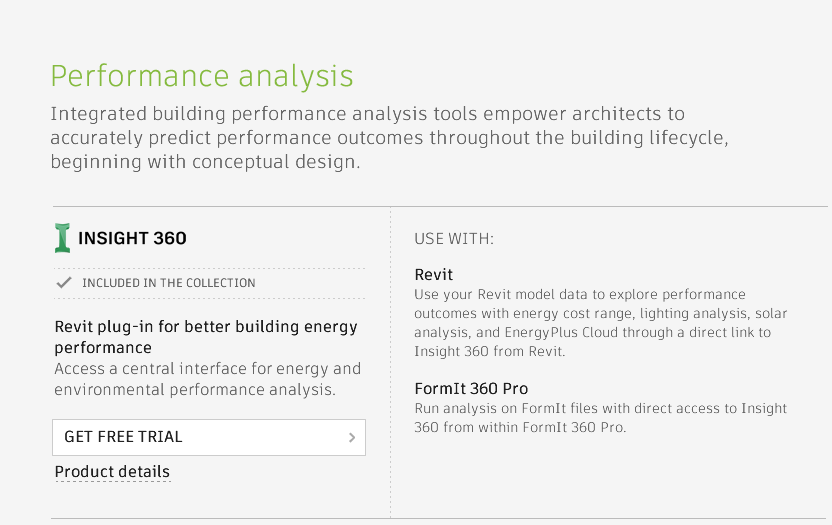 Performance analysis
Integrated building performance analysis tools empower architects to
accurately predict performance outcomes throughout the building lifecycle,
beginning with conceptual design.
INSIGHT 360
INCLUDED IN THE COLLECTION
Revit plug-in for better building energy
performance
Access a central interface for energy and
environmental performance analysis.
GET FREE TRIAL
Product details
USE WITH:
Revit
Use your Revit model data to explore performance
outcomes with energy cost range, lighting analysis, solar
analysis, and EnergyPlus Cloud through a direct link to
Insight 360 from Revit.
FormIt 360 Pro
Run analysis on FormIt files with direct access to Insight
360 from within FormIt 360 Pro.